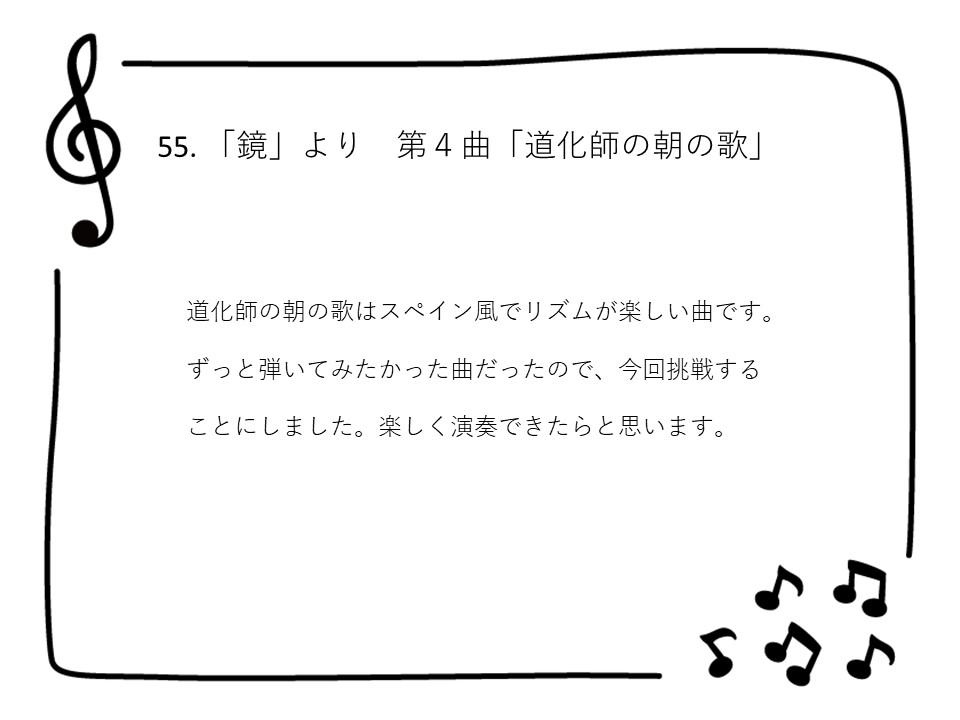 55. 「鏡」より　第４曲「道化師の朝の歌」
道化師の朝の歌はスペイン風でリズムが楽しい曲です。
ずっと弾いてみたかった曲だったので、今回挑戦する
ことにしました。楽しく演奏できたらと思います。